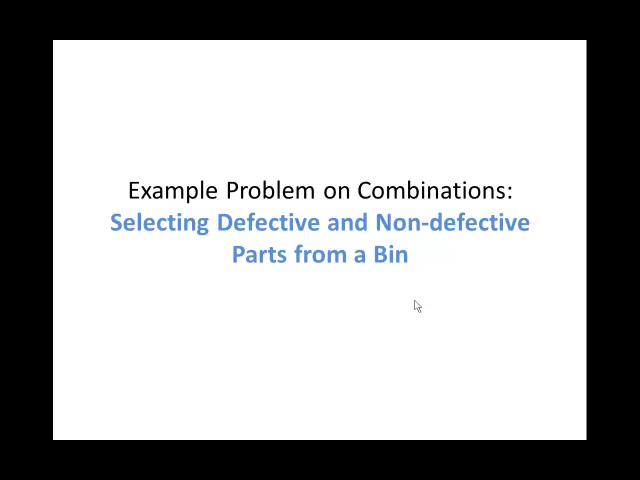 Example Problem on Combinations:
Selecting Defective and Non-defective
Parts from a Bin